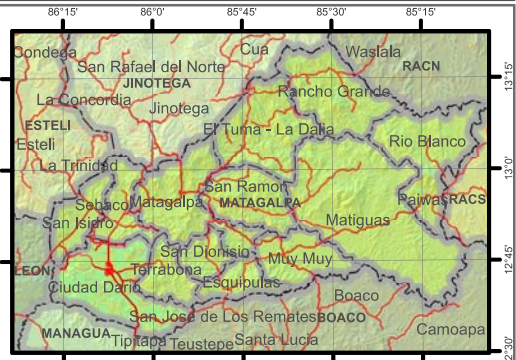 86°15' 86°0' 85°45' 85°30' 85°15'
Condega Cua Waslala
San Rafael del Norte RACN
JINOTEGA
13°15'
La Concordia Jinotega Rancho Grande
ESTELI El Tuma - La Dalia
Esteli Rio Blanco
La Trinidad
13°0'
San Ramon
Sebaco Matagalpa MATAGALPA Paiwas RACS
San Isidro Matiguas
San Dionisio
LEON Terrabona Muy Muy
12°45'
Ciudad Dario Esquipulas
Boaco
San José de Los Remates BOACO
MANAGUA Camoapa
Tipitapa Teustepe Santa Lucia
2°30'